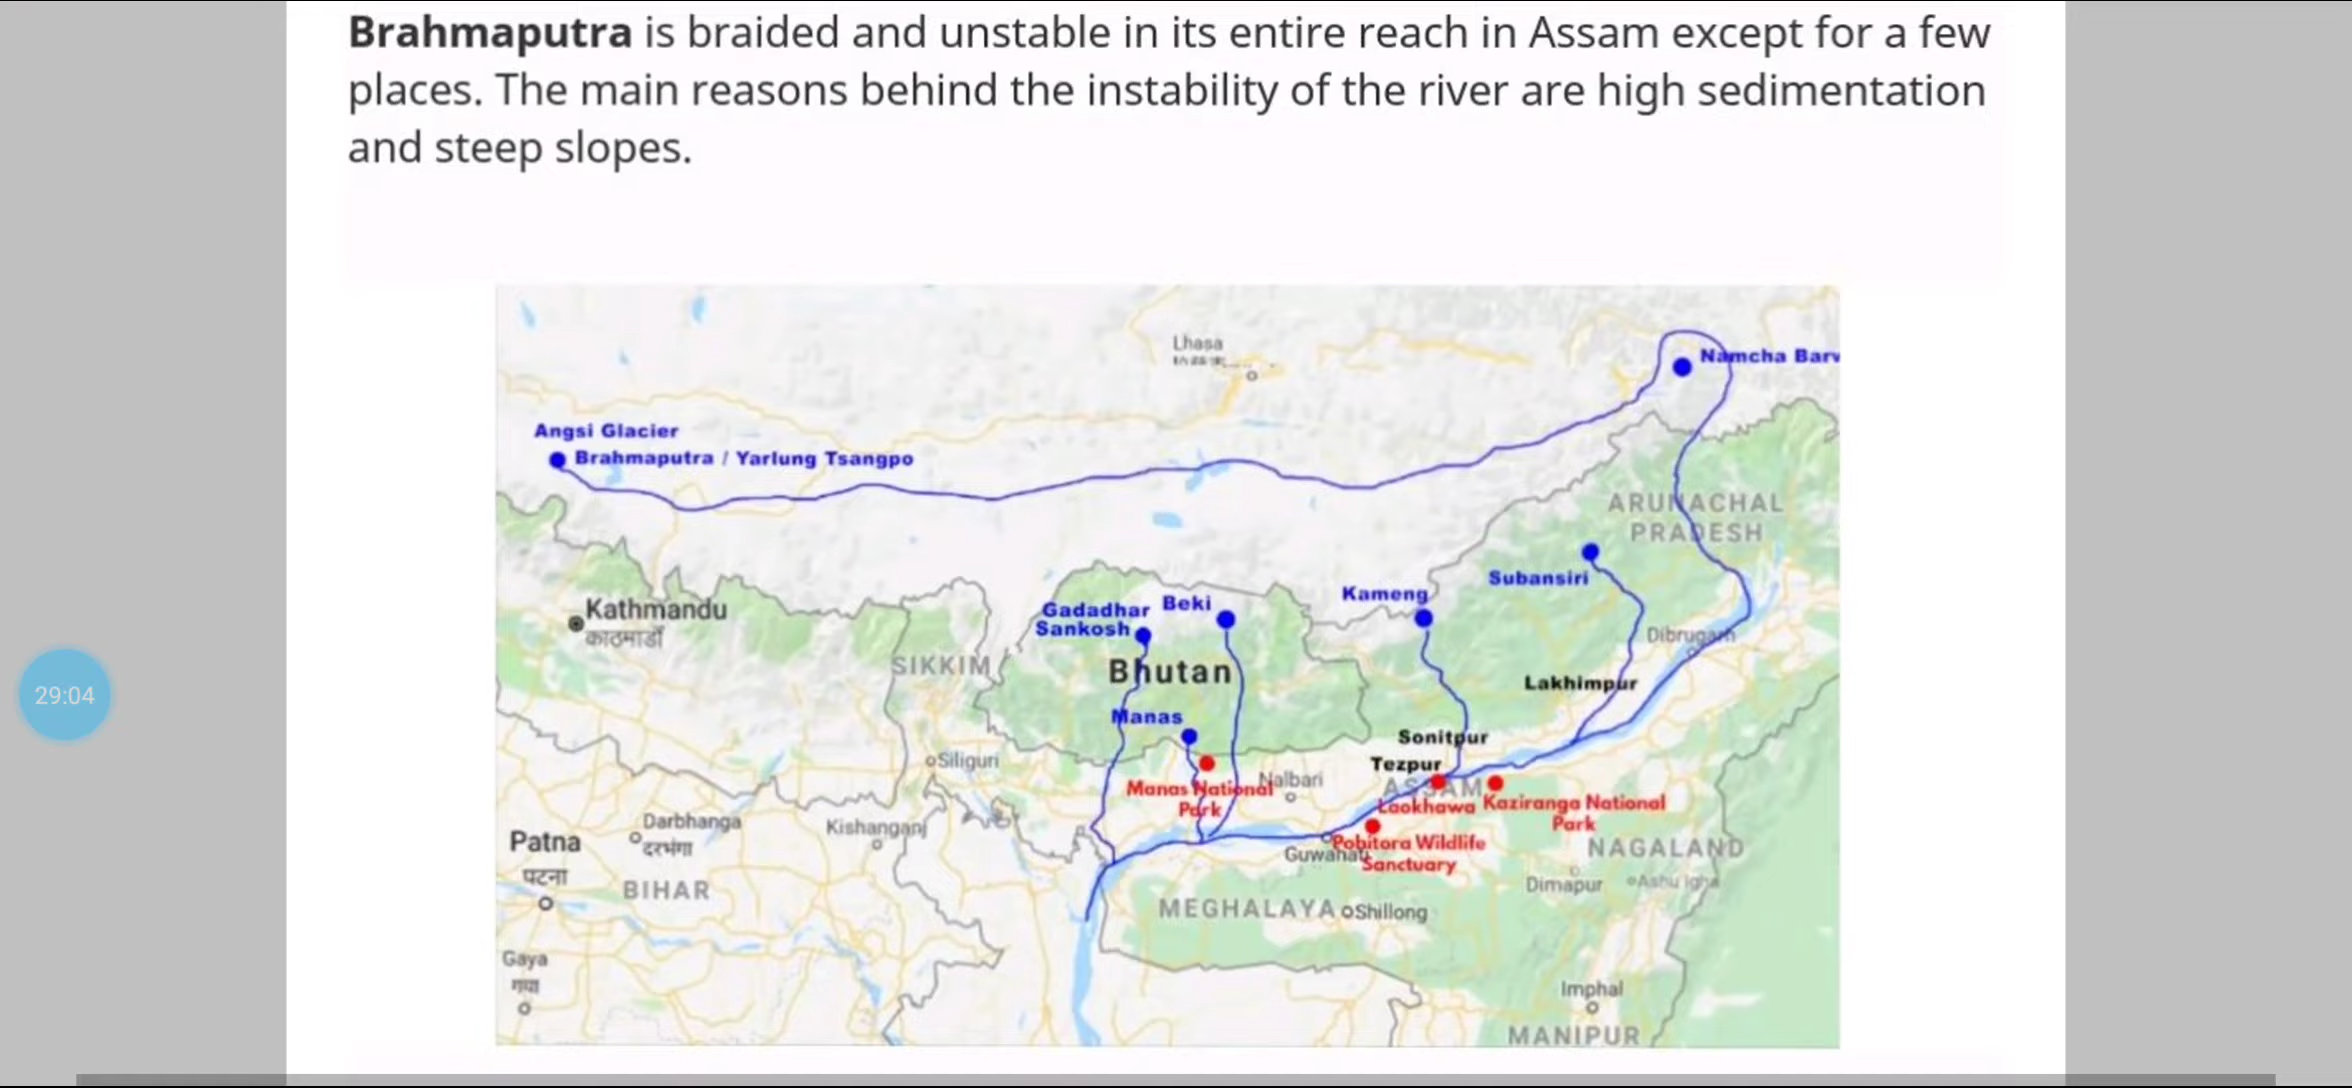 Brahmaputra is braided and unstable in its entire reach in Assam except for a few
places. The main reasons behind the instability of the river are high sedimentation
and steep slopes.
Lhasa
Namcha Barv
Angsi Glacier
Brahmaputra / Yarlung Tsangpo
ARUNACHAL
PRADESH
Subansiri
Kameng
Gadadhar
Sankosh
Beki
Kathmandu
काठमाडौँ
Dibrugarh
SIKKIM
Bhutan
Lakhimpur
29:04
Manas
Sonitpur
Siliguri
Tezpur
Nalbari
ASSAM
Manas National
Park
Laokhawa
Kaziranga National
Park
Darbhanga
दरभंगा
Kishanganj
Patna
पटना
Pobitora Wildlife
Sanctuary
Guwahati
NAGALAND
BIHAR
Dimapur
MEGHALAYA
Shillong
Gaya
गया
Imphal
MANIPUR